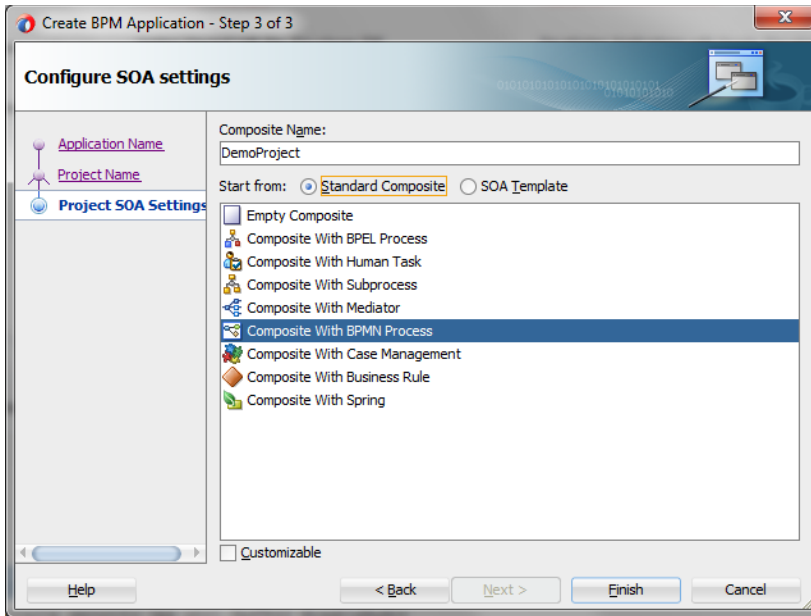 Create BPM Application - Step 3 of 3
Configure SOA settings
Application Name
Project Name
Project SOA Settings
Composite Name:
DemoProject
Start from: Standard Composite SOA Template
Empty Composite
Composite With BPEL Process
Composite With Human Task
Composite With Subprocess
Composite With Mediator
Composite With BPMN Process
Composite With Case Management
Composite With Business Rule
Composite With Spring
Customizable
Help < Back Next > Finish Cancel